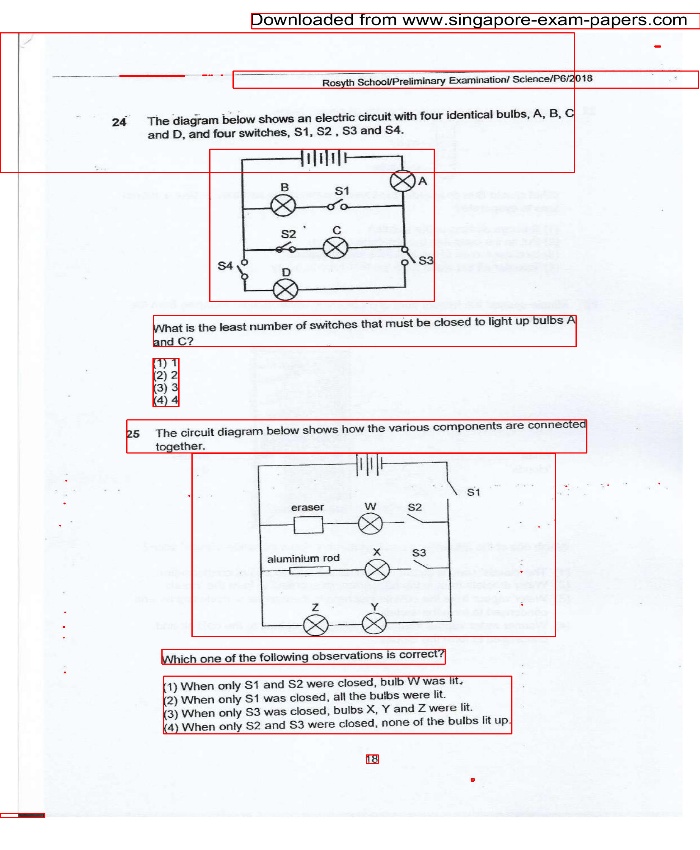 Downloaded from www.singapore-exam-papers.com
Rosyth School/Preliminary Examination/ Science/P6/2018
24 The diagram below shows an electric circuit with four identical bulbs, A, B, C
and D, and four switches, S1, S2 , S3 and S4.
A
B S1
S2 C
S4 S3
D
What is the least number of switches that must be closed to light up bulbs A
and C?
(1) 1
(2) 2
(3) 3
(4) 4
25 The circuit diagram below shows how the various components are connected
together.
S1
eraser W S2
aluminium rod X S3
Z Y
Which one of the following observations is correct?
(1) When only S1 and S2 were closed, bulb W was lit.
(2) When only S1 was closed, all the bulbs were lit.
(3) When only S3 was closed, bulbs X, Y and Z were lit.
(4) When only S2 and S3 were closed, none of the bulbs lit up.
18